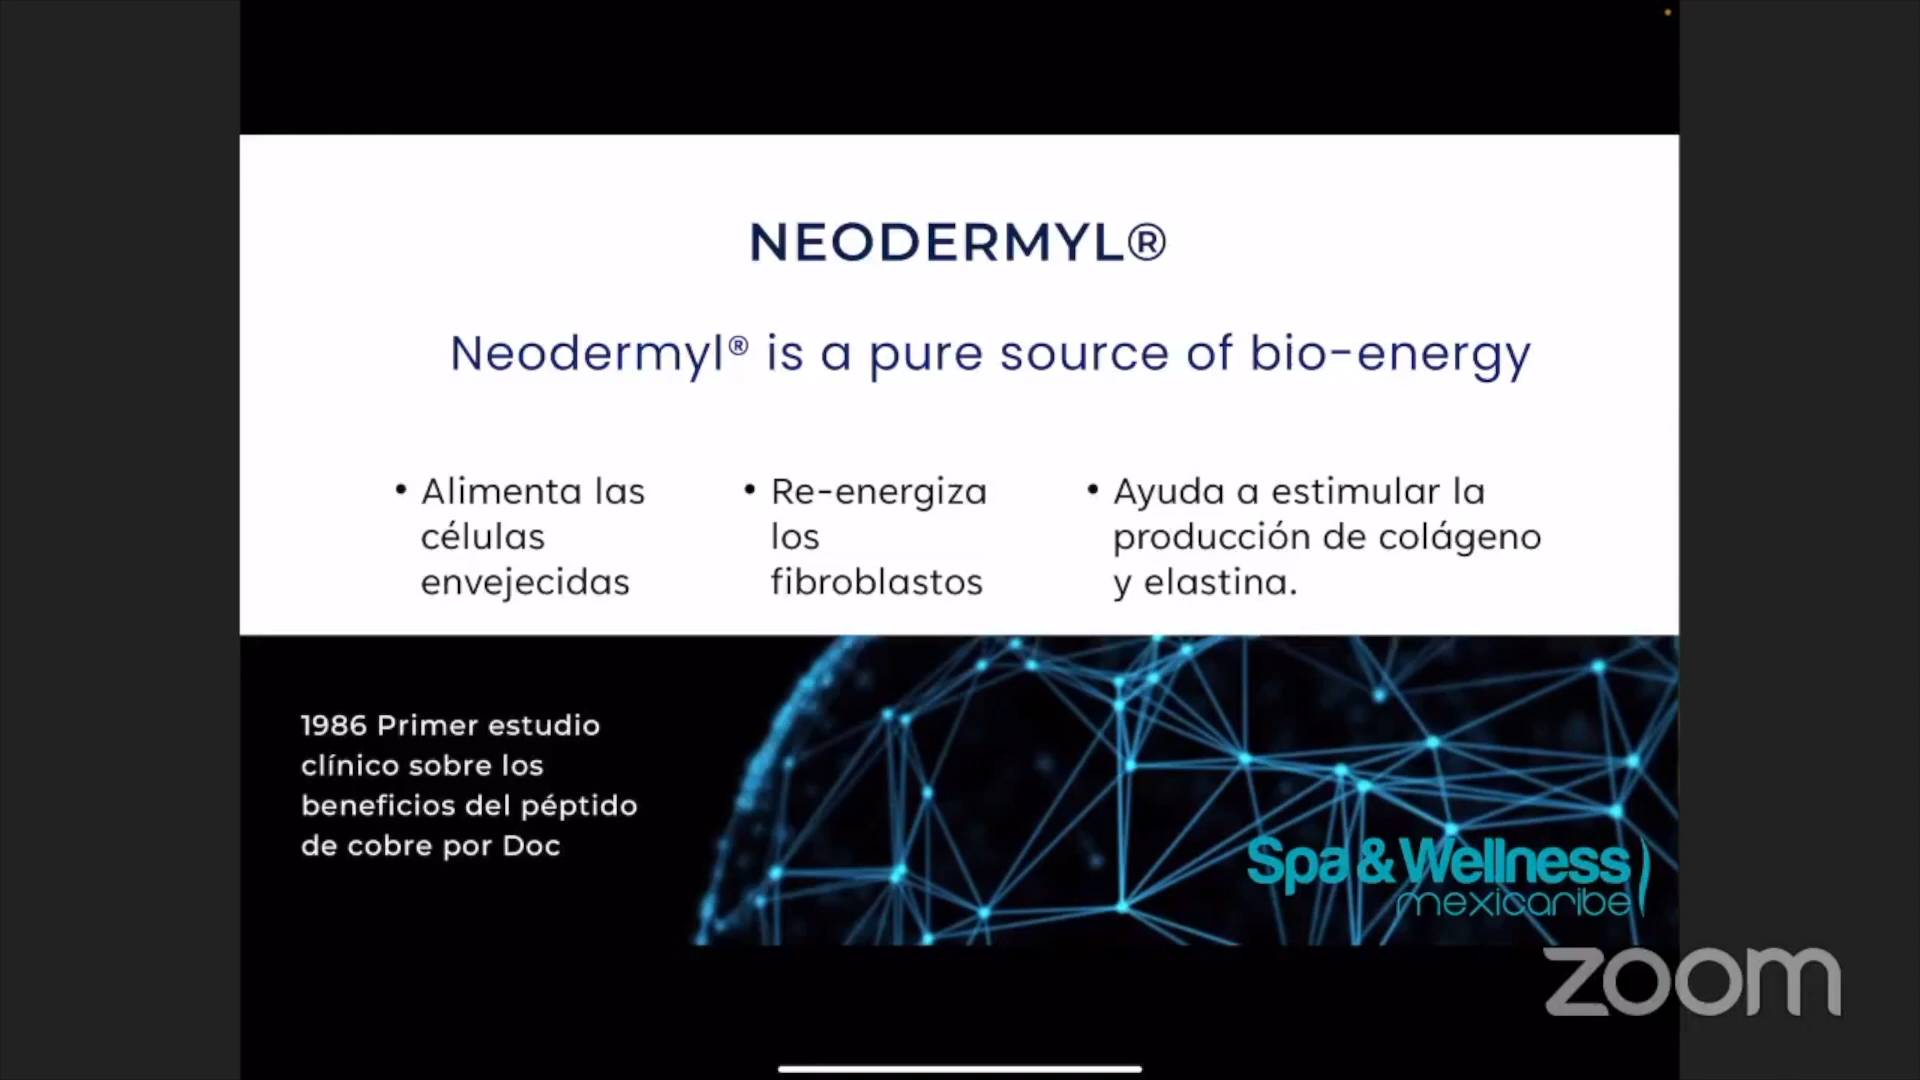 NEODERMYL®
Neodermyl® is a pure source of bio-energy
• Alimenta las
células
envejecidas
• Re-energiza
los
fibroblastos
• Ayuda a estimular la
producción de colágeno
y elastina.
1986 Primer estudio
clínico sobre los
beneficios del péptido
de cobre por Doc
Spa & Wellness
mexicaribe
zoom